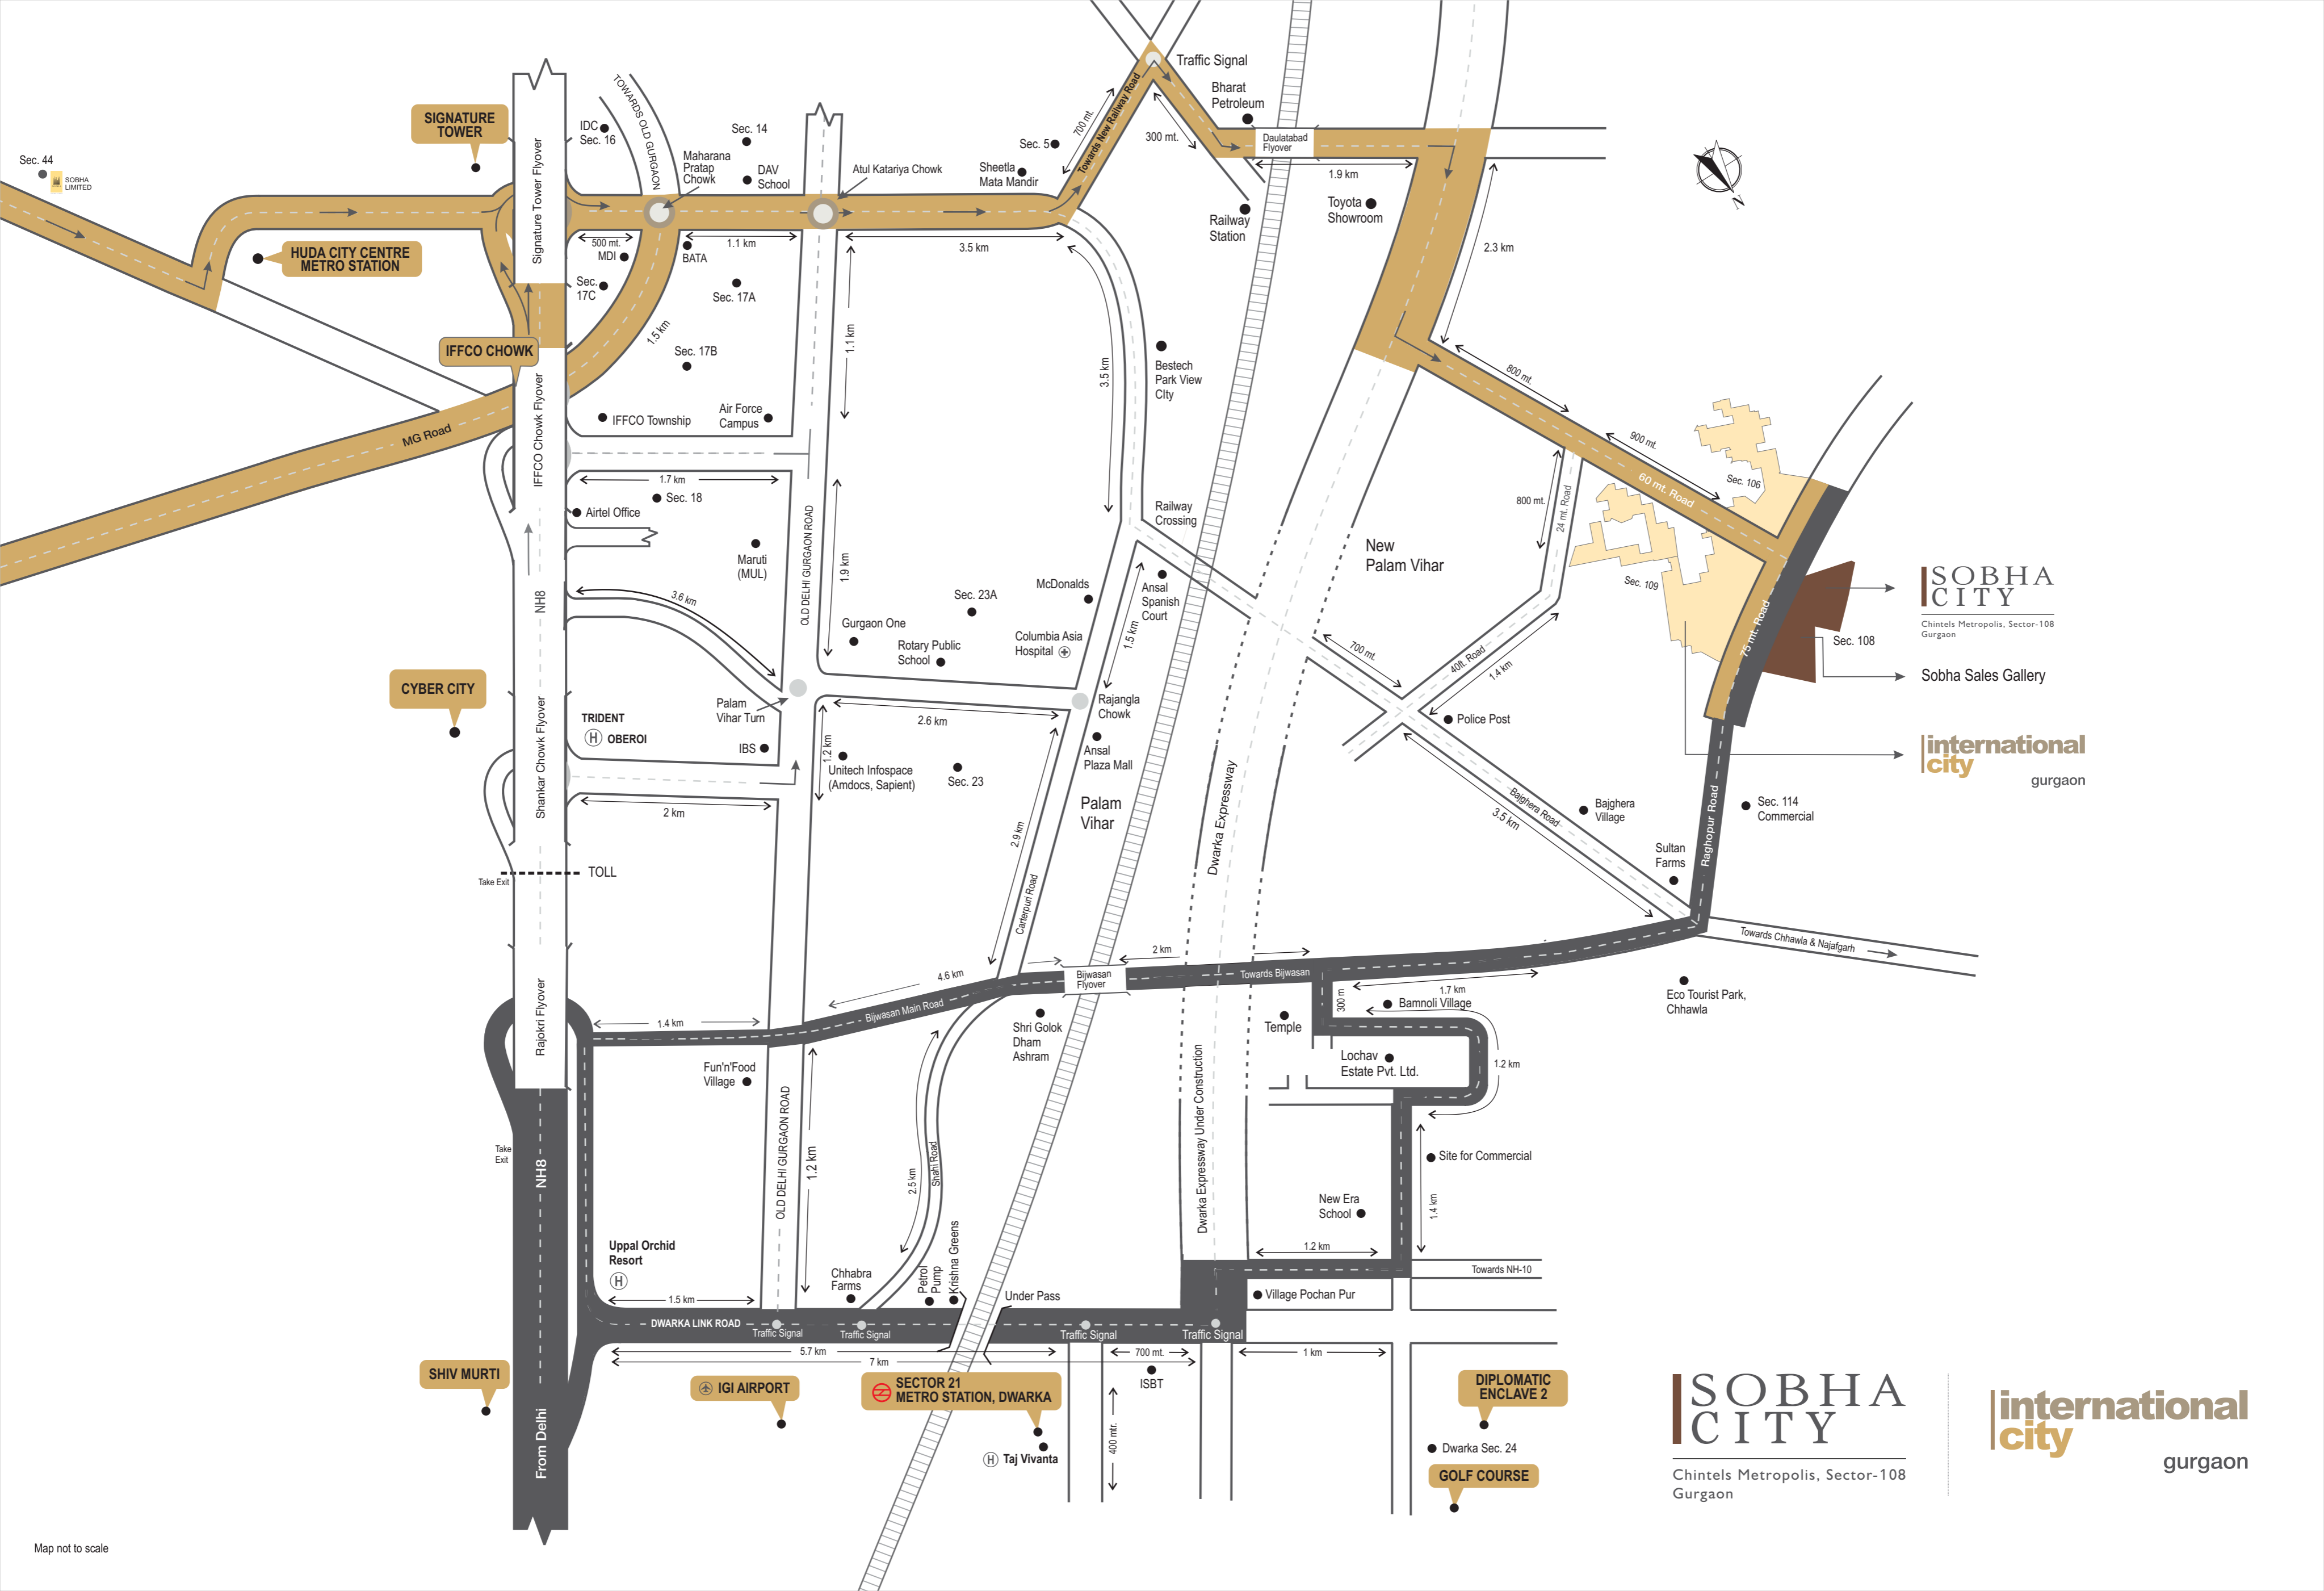 Traffic Signal
Bharat
Petroleum
700 mt.
Towards New Railway Road
300 mt.
Daulatabad
Flyover
1.9 km
SIGNATURE
TOWER
Signature Tower Flyover
IDC
Sec. 16
TOWARDS OLD GURGAON
Sec. 14
Maharana
Pratap
Chowk
DAV
School
Atul Katariya Chowk
Sec. 5
Sheetla
Mata Mandir
Sec. 44
SOBHA
LIMITED
N
Railway
Station
Toyota
Showroom
2.3 km
HUDA CITY CENTRE
METRO STATION
500 mt.
MDI
BATA
1.1 km
3.5 km
Sec.
17C
Sec. 17A
1.5 km
Sec. 17B
1.1 km
3.5 km
IFFCO CHOWK
IFFCO Chowk Flyover
MG Road
IFFCO Township
Air Force
Campus
Bestech
Park View
CIty
800 mt.
900 mt.
60 mt. Road
Sec. 106
1.7 km
Sec. 18
Airtel Office
Maruti
(MUL)
OLD DELHI GURGAON ROAD
1.9 km
Railway
Crossing
New
Palam Vihar
800 mt.
24 mt. Road
Sec. 109
NH8
3.6 km
McDonalds
Ansal
Spanish
Court
Sec. 23A
Gurgaon One
Rotary Public
School
Columbia Asia
Hospital
1.5 km
700 mt.
40ft. Road
1.4 km
75 mt. Road
SOBHA
CITY
Chintels Metropolis, Sector-108
Gurgaon
Sec. 108
Sobha Sales Gallery
CYBER CITY
Shankar Chowk Flyover
TRIDENT
H OBEROI
Palam
Vihar Turn
IBS
2.6 km
Rajangla
Chowk
1.2 km
Unitech Infospace
(Amdocs, Sapient)
Sec. 23
Ansal
Plaza Mall
Palam
Vihar
2 km
Police Post
Dwarka Expressway
Bajghera Road
3.5 km
Bajghera
Village
international
city
gurgaon
Sec. 114
Commercial
Raghopur Road
Sultan
Farms
Take Exit
TOLL
2.9 km
Carterpuri Road
Towards Chhawla & Najafgarh
Rajokri Flyover
4.6 km
Bijwasan Main Road
Bijwasan
Flyover
2 km
Towards Bijwasan
1.7 km
300 m
Bamnoli Village
Eco Tourist Park,
Chhawla
1.4 km
Fun'n'Food
Village
Shri Golok
Dham
Ashram
Temple
Lochav
Estate Pvt. Ltd.
1.2 km
Take
Exit
NH8
OLD DELHI GURGAON ROAD
1.2 km
2.5 km
Shahi Road
Dwarka Expressway Under Construction
Site for Commercial
New Era
School
1.4 km
1.2 km
Towards NH-10
Uppal Orchid
Resort
H
Chhabra
Farms
Petrol
Pump
Krishna Greens
Under Pass
Village Pochan Pur
1.5 km
DWARKA LINK ROAD
Traffic Signal
Traffic Signal
Traffic Signal
Traffic Signal
5.7 km
7 km
700 mt.
1 km
ISBT
SHIV MURTI
IGI AIRPORT
SECTOR 21
METRO STATION, DWARKA
H Taj Vivanta
400 mtr.
DIPLOMATIC
ENCLAVE 2
Dwarka Sec. 24
GOLF COURSE
From Delhi
SOBHA
CITY
Chintels Metropolis, Sector-108
Gurgaon
international
city
gurgaon
Map not to scale